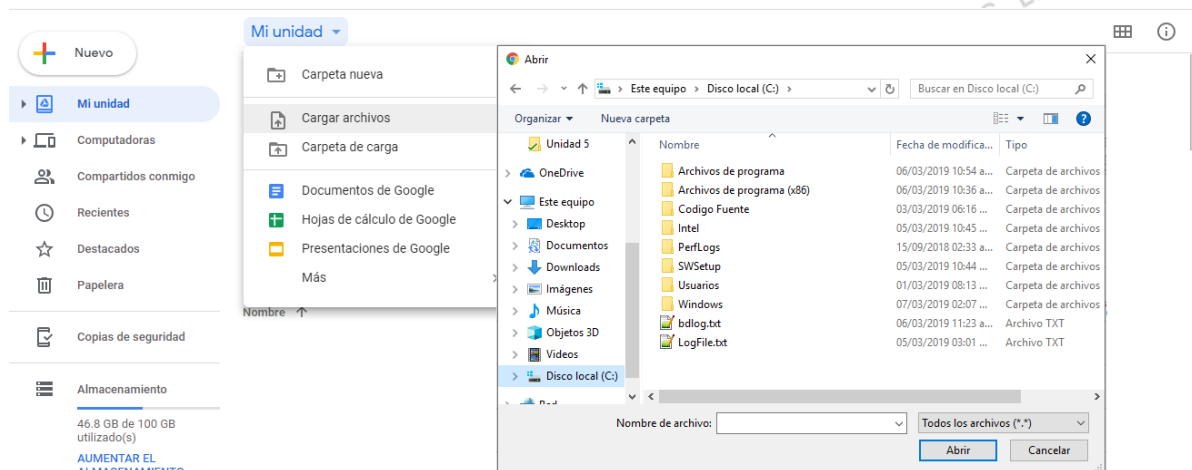 Mi unidad
Nuevo
Mi unidad
Computadoras
Compartidos conmigo
Recientes
Destacados
Papelera
Copias de seguridad
Almacenamiento
46.8 GB de 100 GB
utilizado(s)
AUMENTAR EL
ALMACENAMIENTO
Carpeta nueva
Cargar archivos
Carpeta de carga
Documentos de Google
Hojas de cálculo de Google
Presentaciones de Google
Más
Nombre
Abrir
Este equipo > Disco local (C:) >
Buscar en Disco local (C:)
Organizar
Nueva carpeta
Unidad 5
OneDrive
Este equipo
Desktop
Documentos
Downloads
Imágenes
Música
Objetos 3D
Videos
Disco local (C:)
Nombre Fecha de modifica... Tipo
Archivos de programa 06/03/2019 10:54 a... Carpeta de archivos
Archivos de programa (x86) 06/03/2019 10:36 a... Carpeta de archivos
Codigo Fuente 03/03/2019 06:16 ... Carpeta de archivos
Intel 05/03/2019 10:45 ... Carpeta de archivos
PerfLogs 15/09/2018 02:33 a... Carpeta de archivos
SWSetup 05/03/2019 10:44 ... Carpeta de archivos
Usuarios 01/03/2019 08:13 ... Carpeta de archivos
Windows 07/03/2019 02:07 ... Carpeta de archivos
bdlog.txt 06/03/2019 11:23 a... Archivo TXT
LogFile.txt 05/03/2019 03:01 ... Archivo TXT
Nombre de archivo:
Todos los archivos (*.*)
Abrir
Cancelar